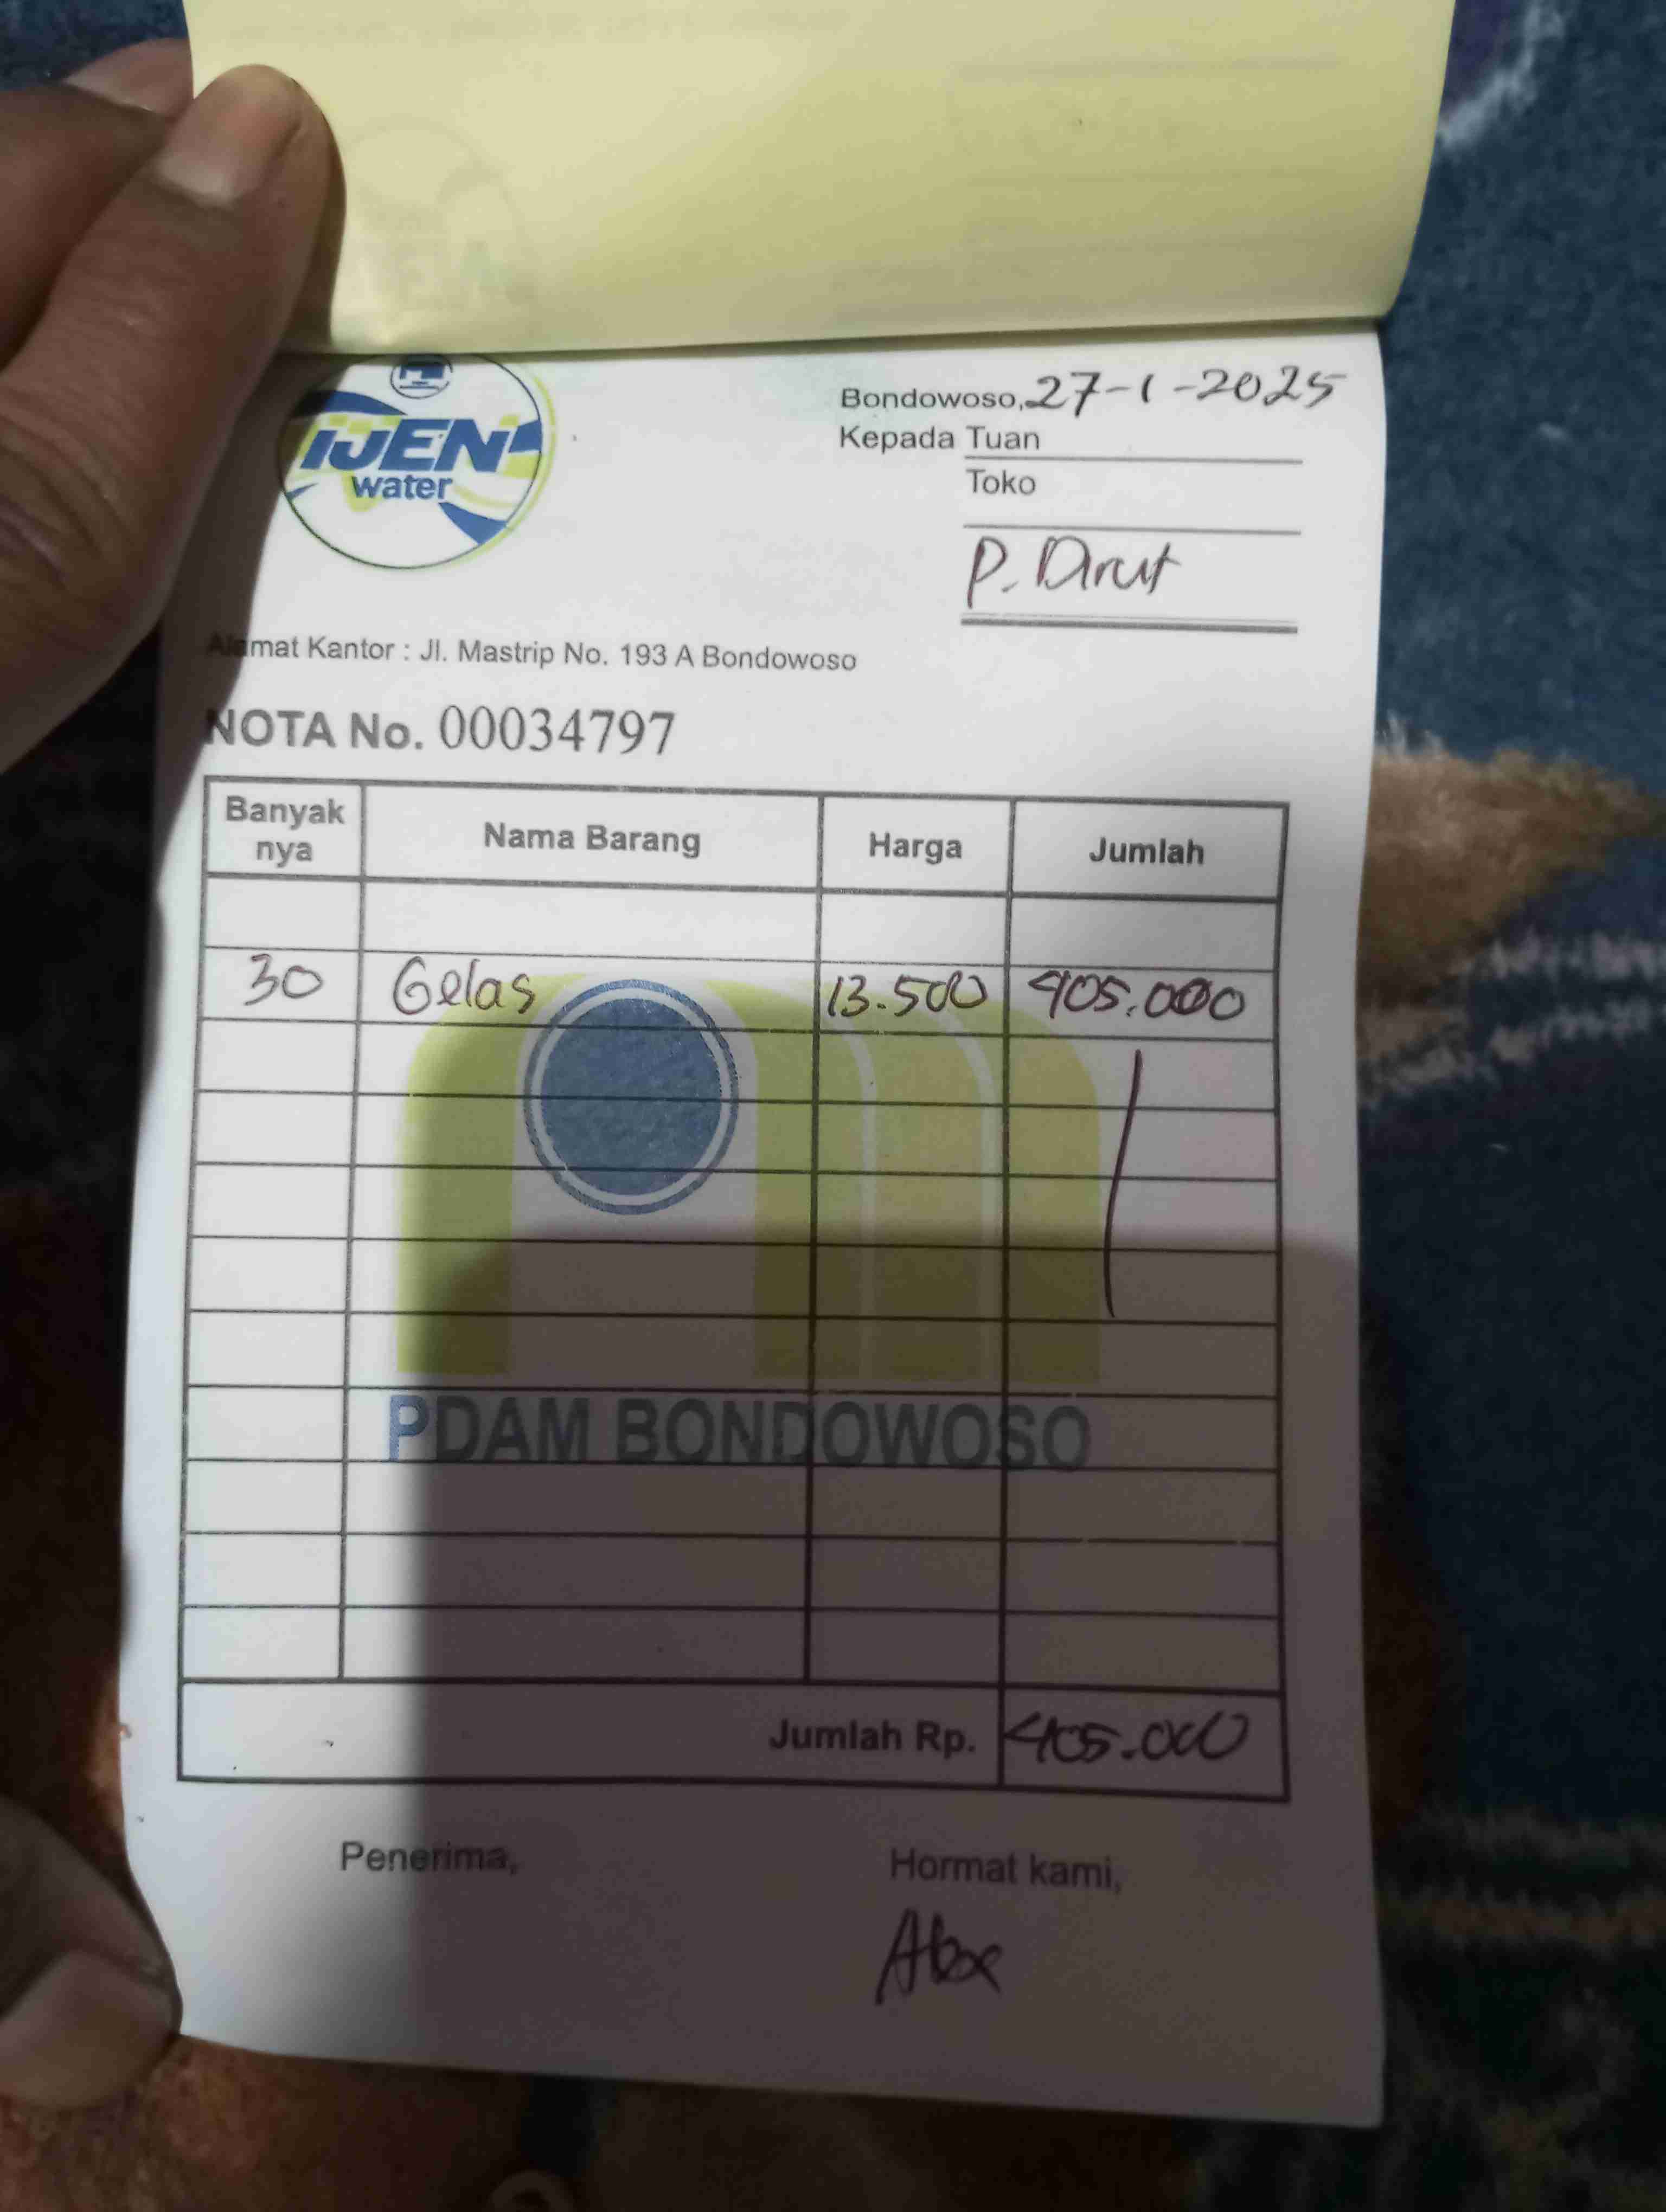 IJEN
water
Bondowoso, 27-1-2025
Kepada Tuan
Toko
P. Dirut
Alamat Kantor : Jl. Mastrip No. 193 A Bondowoso
NOTA No. 00034797
Banyak nya Nama Barang Harga Jumlah
30 Gelas 13.500 405.000
PDAM BONDOWOSO
Jumlah Rp. 405.000
Penerima, Hormat kami,